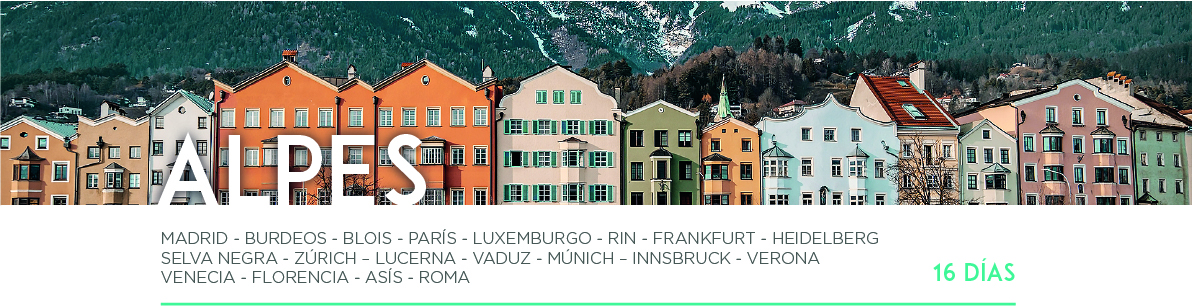 ALPES
MADRID - BURDEOS - BLOIS - PARÍS - LUXEMBURGO - RIN - FRANKFURT - HEIDELBERG
SELVA NEGRA - ZÚRICH – LUCERNA - VADUZ - MÚNICH – INNSBRUCK - VERONA
VENECIA - FLORENCIA - ASÍS - ROMA
16 DÍAS